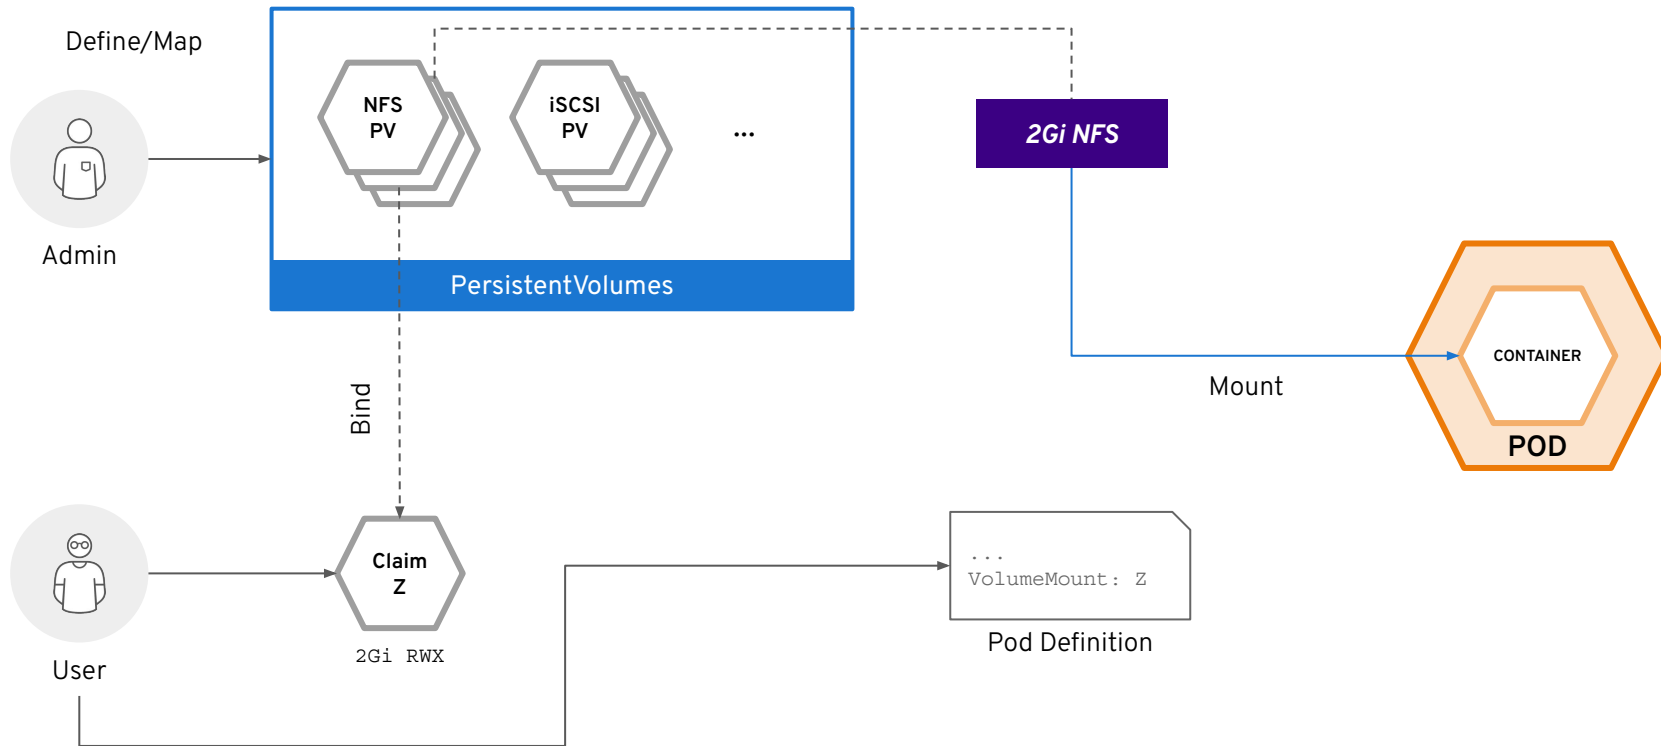 Define/Map
NFS
PV
iSCSI
PV
...
2Gi NFS
Admin
PersistentVolumes
CONTAINER
POD
Mount
Bind
Claim
Z
2Gi RWX
User
...
VolumeMount: Z
Pod Definition